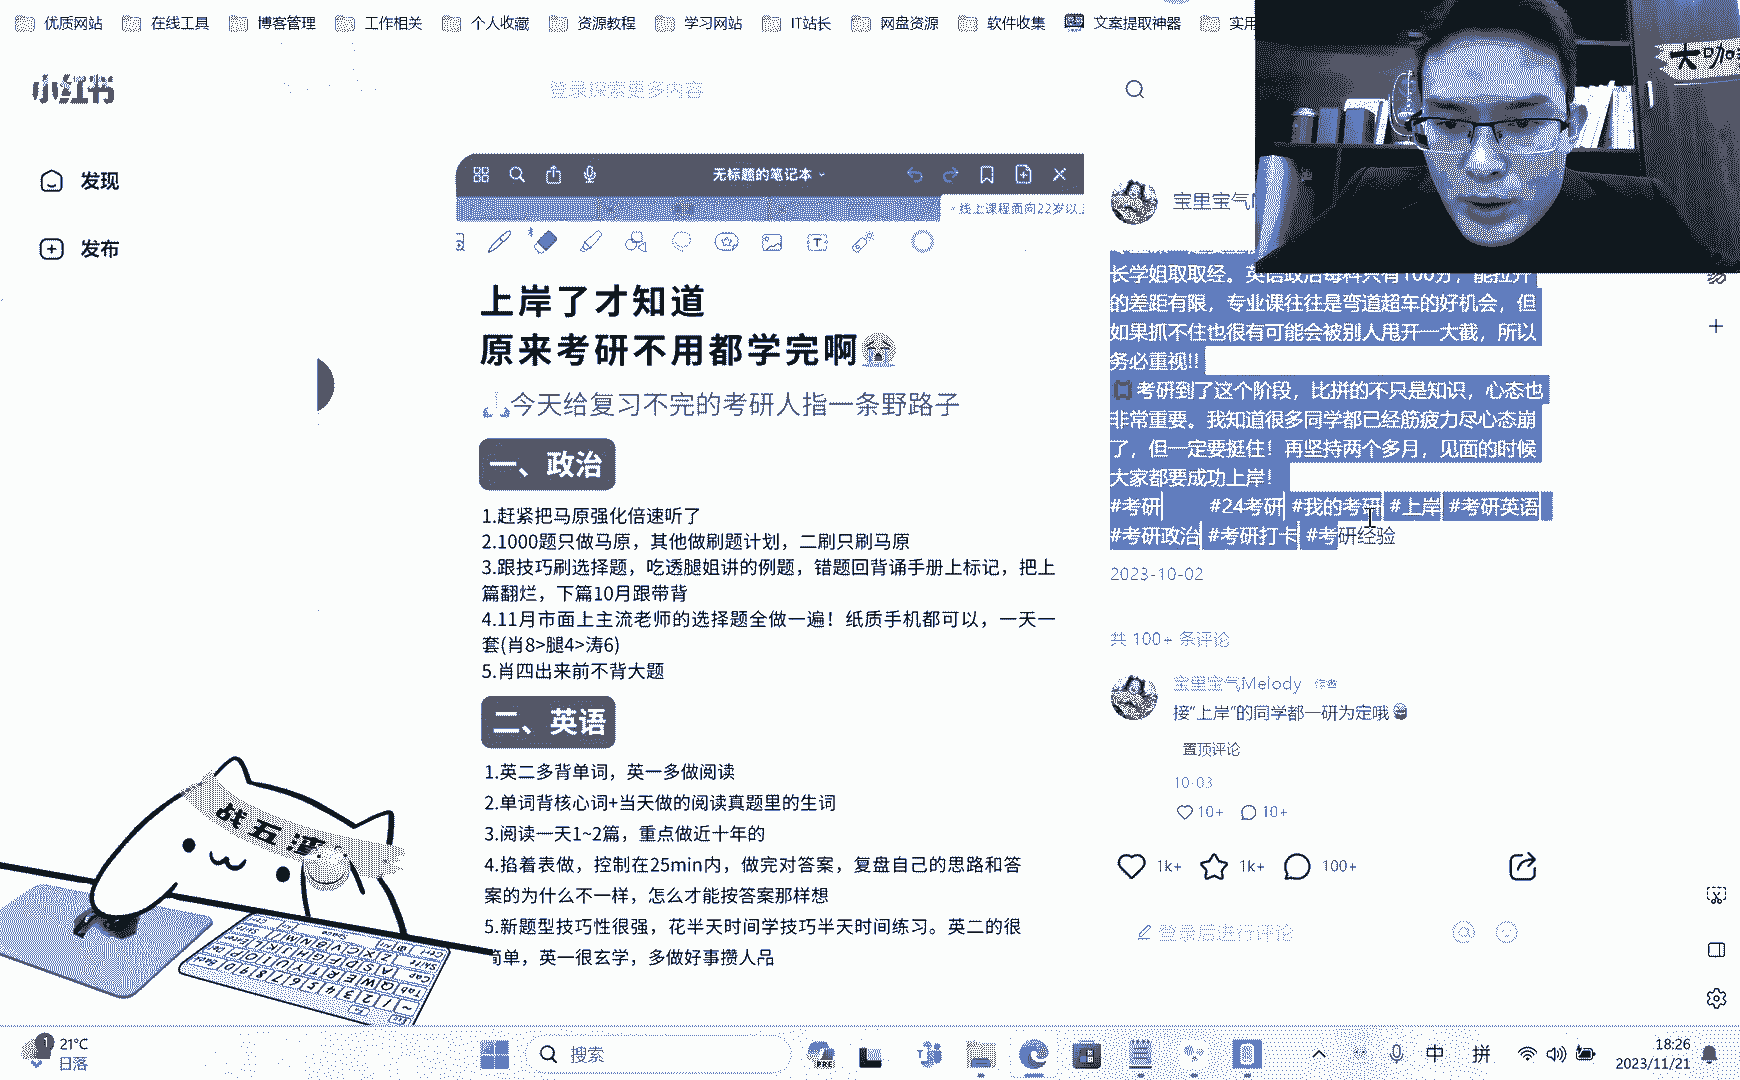 优质网站 在线工具 博客管理 工作相关 个人收藏 资源教程 学习网站 IT站长 网盘资源 软件收集 文案提取神器 实用
小红书
登录探索更多内容
发现
发布
无标题的笔记本
线上课程面向22岁以上
上岸了才知道
原来考研不用都学完啊
今天给复习不完的考研人指一条野路子
一、政治
1.赶紧把马原强化倍速听了
2.1000题只做马原，其他做刷题计划，二刷只刷马原
3.跟技巧刷选择题，吃透腿姐讲的例题，错题回背诵手册上标记，把上
篇翻烂，下篇10月跟带背
4.11月市面上主流老师的选择题全做一遍！纸质手机都可以，一天一
套(肖8>腿4>涛6)
5.肖四出来前不背大题
二、英语
1.英二多背单词，英一多做阅读
2.单词背核心词+当天做的阅读真题里的生词
3.阅读一天1~2篇，重点做近十年的
4.掐着表做，控制在25min内，做完对答案，复盘自己的思路和答
案的为什么不一样，怎么才能按答案那样想
5.新题型技巧性很强，花半天时间学技巧半天时间练习。英二的很
简单，英一很玄学，多做好事攒人品
宝里宝气
长学姐取取经。英语政治每科只有100分，能拉开
的差距有限，专业课往往是弯道超车的好机会，但
如果抓不住也很有可能会被别人甩开一大截，所以
务必重视!!
考研到了这个阶段，比拼的不只是知识，心态也
非常重要。我知道很多同学都已经筋疲力尽心态崩
了，但一定要挺住！再坚持两个多月，见面的时候
大家都要成功上岸！
#考研 #24考研 #我的考研 #上岸 #考研英语
#考研政治 #考研打卡 #考研经验
2023-10-02
共 100+ 条评论
宝里宝气Melody 作者
接“上岸”的同学都一研为定哦
置顶评论
10-03
10+ 10+
1k+ 1k+ 100+
登录后进行评论
战五渣
21°C
日落
搜索
中 拼
18:26
2023/11/21